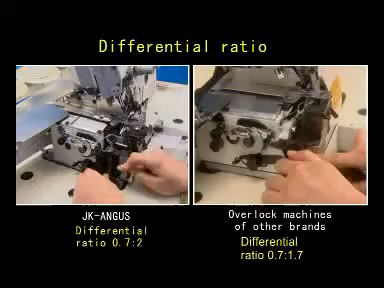 Differential ratio
JK-ANGUS
Differential
ratio 0.7:2
Overlock machines
of other brands
Differential
ratio 0.7:1.7